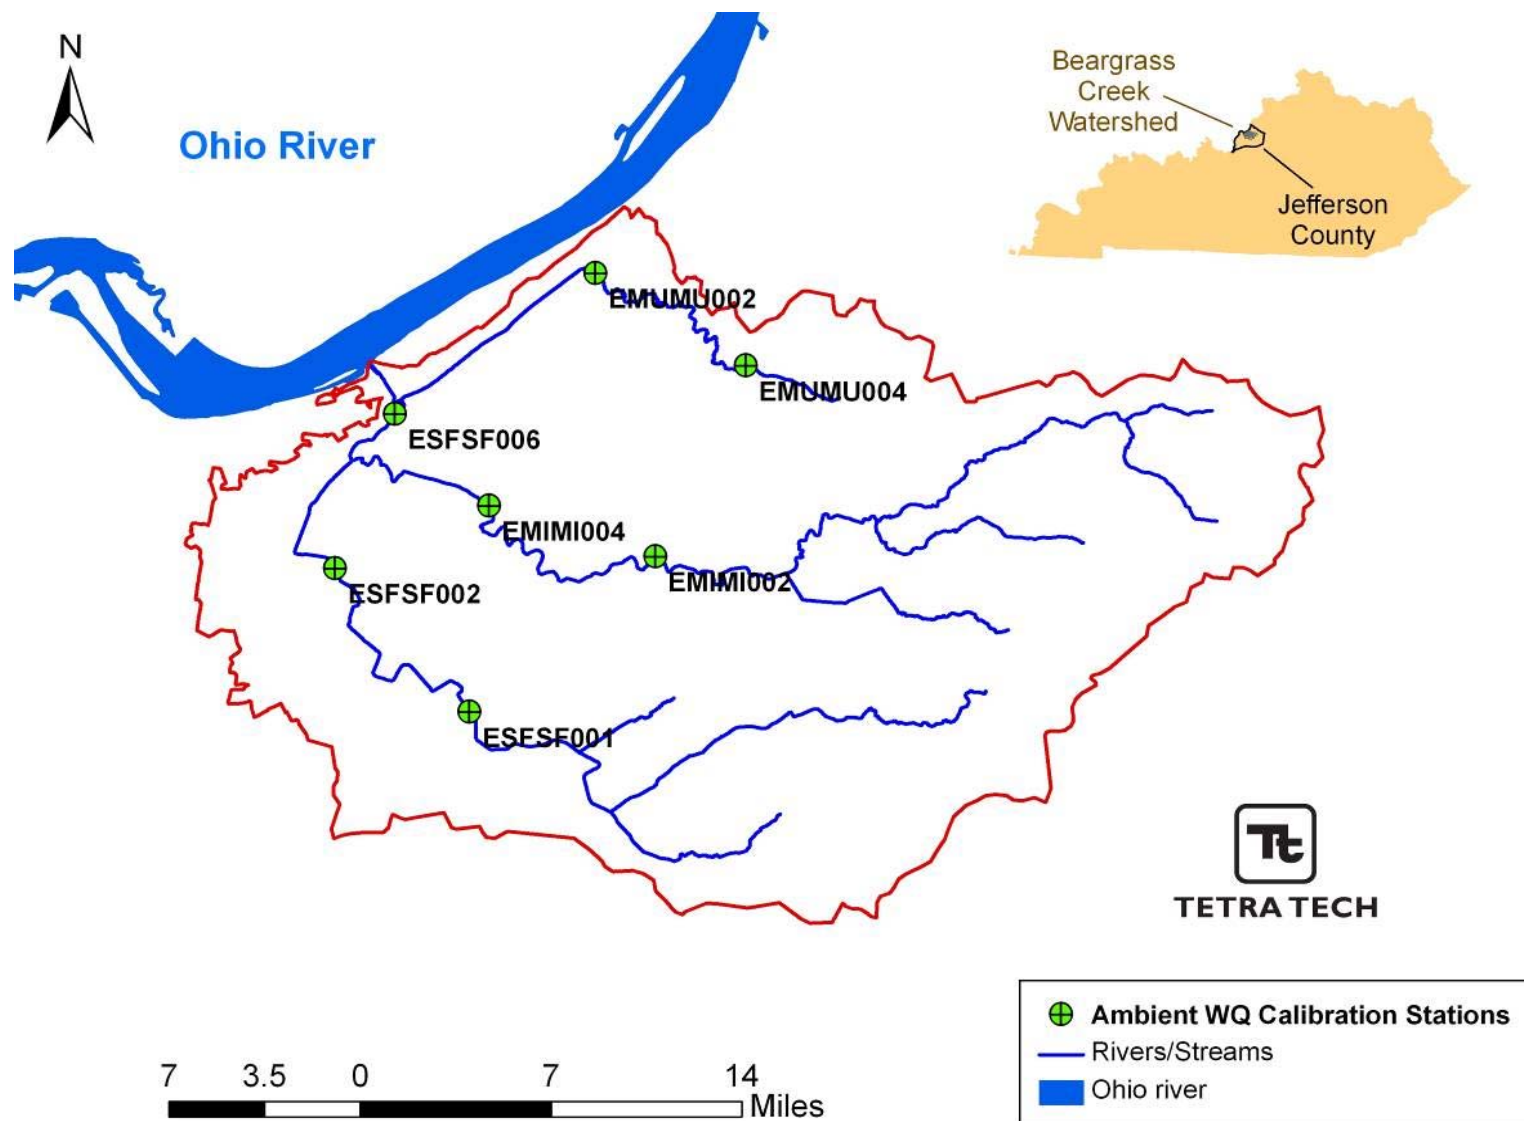 N
Ohio River
Beargrass
Creek
Watershed
Jefferson
County
EMUMU002
EMUMU004
ESFSF006
EMIMI004
EMIMI002
ESFSF002
ESFSF001
Tt
TETRA TECH
Ambient WQ Calibration Stations
Rivers/Streams
Ohio river
7 3.5 0 7 14
Miles